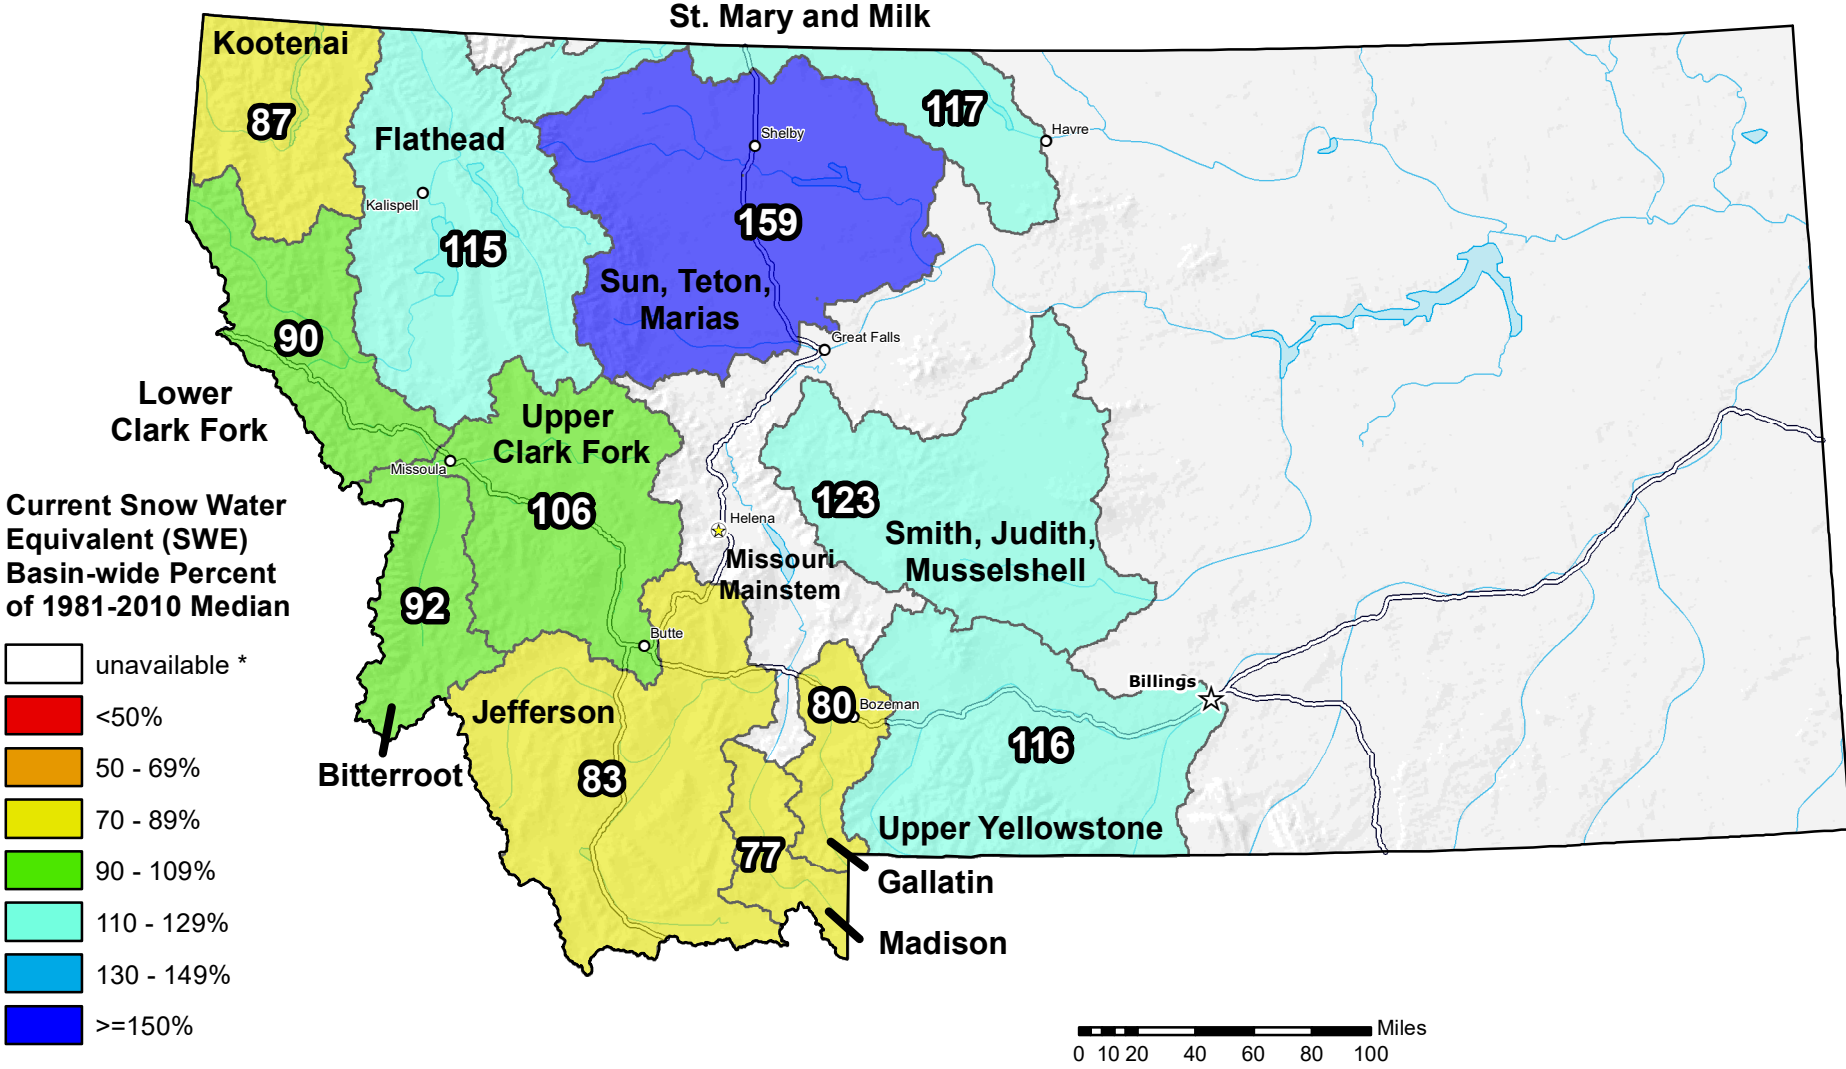 St. Mary and Milk
Kootenai
87
Flathead
117
Havre
Shelby
Kalispell
115
159
Sun, Teton,
Marias
90
Great Falls
Lower
Clark Fork
Upper
Clark Fork
Missoula
106
123
Helena
Smith, Judith,
Musselshell
Missouri
Mainstem
Current Snow Water
Equivalent (SWE)
Basin-wide Percent
of 1981-2010 Median
92
Butte
unavailable *
<50%
50 - 69%
70 - 89%
90 - 109%
110 - 129%
130 - 149%
>=150%
Billings
Jefferson
80
Bozeman
116
Bitterroot
83
Upper Yellowstone
77
Gallatin
Madison
Miles
0 10 20 40 60 80 100